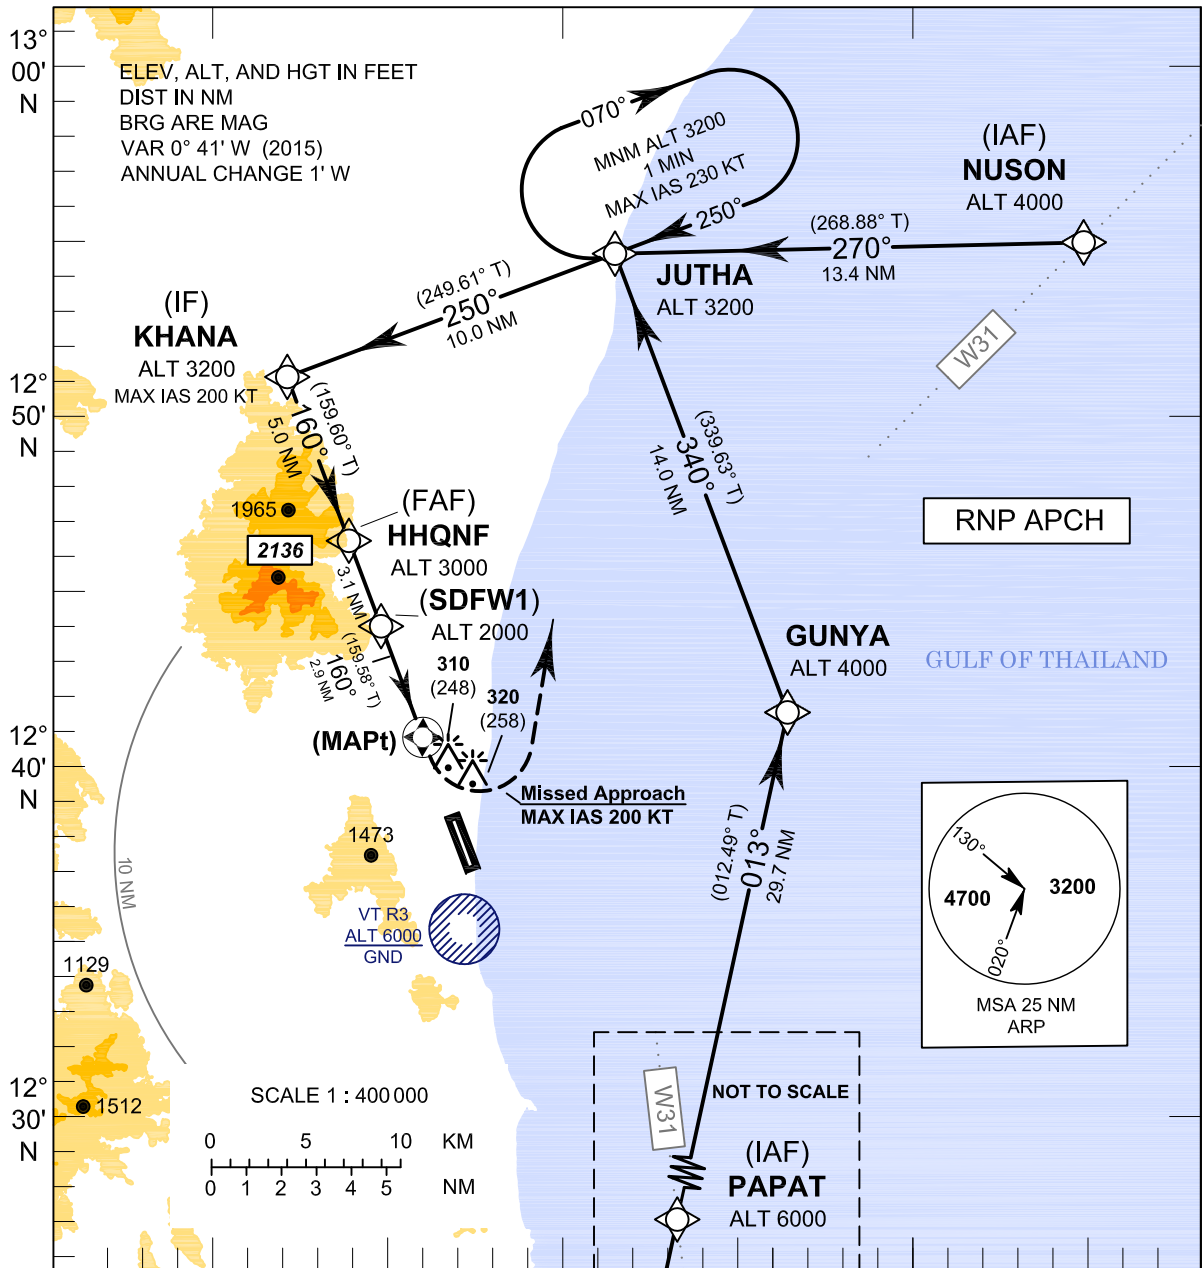 13°
00'
N
ELEV, ALT, AND HGT IN FEET
DIST IN NM
BRG ARE MAG
VAR 0° 41' W (2015)
ANNUAL CHANGE 1' W
070°
MNM ALT 3200
1 MIN
MAX IAS 230 KT
250°
(IAF)
NUSON
ALT 4000
(268.88° T)
270°
13.4 NM
JUTHA
ALT 3200
(249.61° T)
250°
10.0 NM
(IF)
KHANA
ALT 3200
MAX IAS 200 KT
W31
12°
50'
N
(159.60° T)
160°
5.0 NM
(339.63° T)
340°
14.0 NM
1965
2136
(FAF)
HHQNF
ALT 3000
3.1 NM
(SDFW1)
ALT 2000
RNP APCH
(159.58° T)
160°
2.9 NM
310
(248)
320
(258)
GUNYA
ALT 4000
GULF OF THAILAND
(MAPt)
12°
40'
N
Missed Approach
MAX IAS 200 KT
1473
10 NM
(012.49° T)
013°
29.7 NM
130°
4700
3200
020°
MSA 25 NM
ARP
VT R3
ALT 6000
GND
1129
1512
12°
30'
N
SCALE 1 : 400 000
0 5 10 KM
0 1 2 3 4 5 NM
NOT TO SCALE
W31
(IAF)
PAPAT
ALT 6000